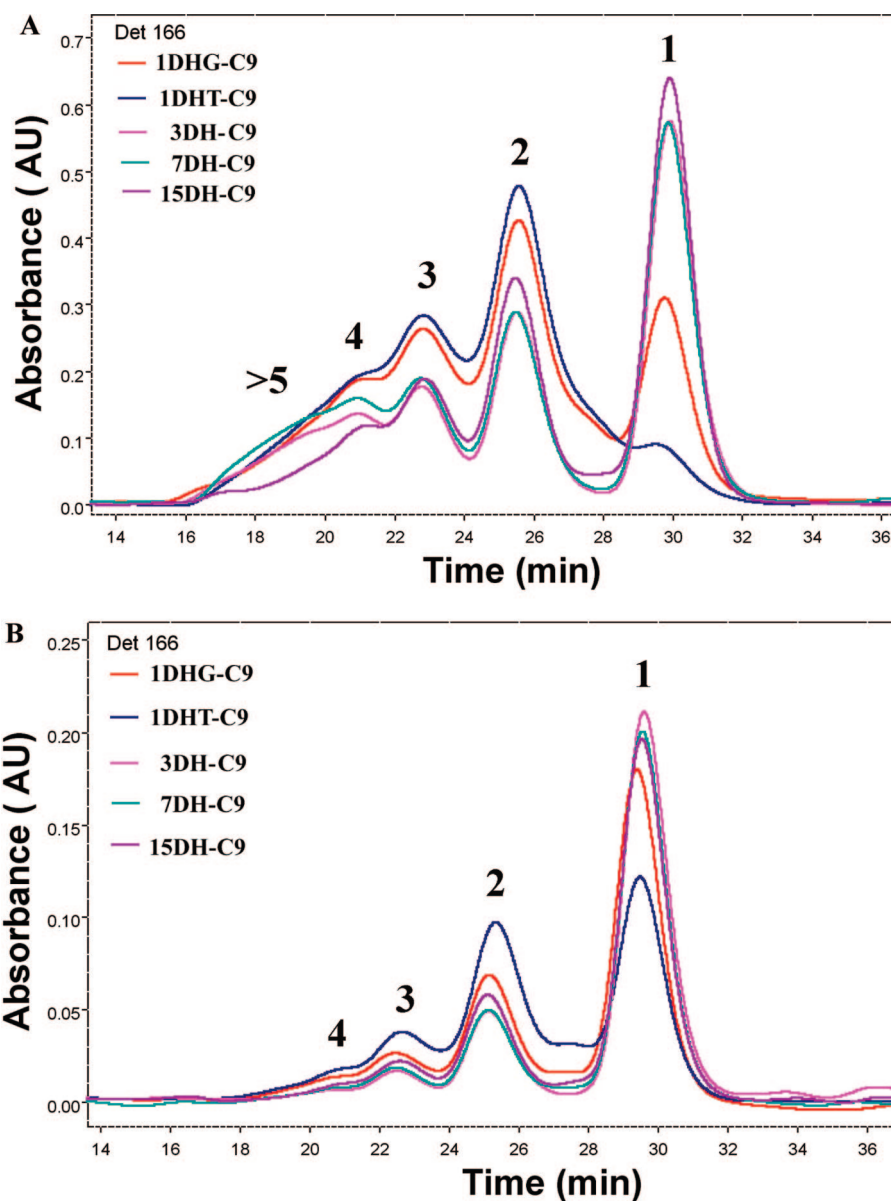 A
Det 166
1DHG-C9
1DHT-C9
3DH-C9
7DH-C9
15DH-C9
1
2
3
4
>5
Absorbance ( AU)
0.7
0.6
0.5
0.4
0.3
0.2
0.1
0.0
14 16 18 20 22 24 26 28 30 32 34 36
Time (min)
B
Det 166
1DHG-C9
1DHT-C9
3DH-C9
7DH-C9
15DH-C9
1
2
3
4
Absorbance ( AU)
0.25
0.20
0.15
0.10
0.05
0.00
14 16 18 20 22 24 26 28 30 32 34 36
Time (min)